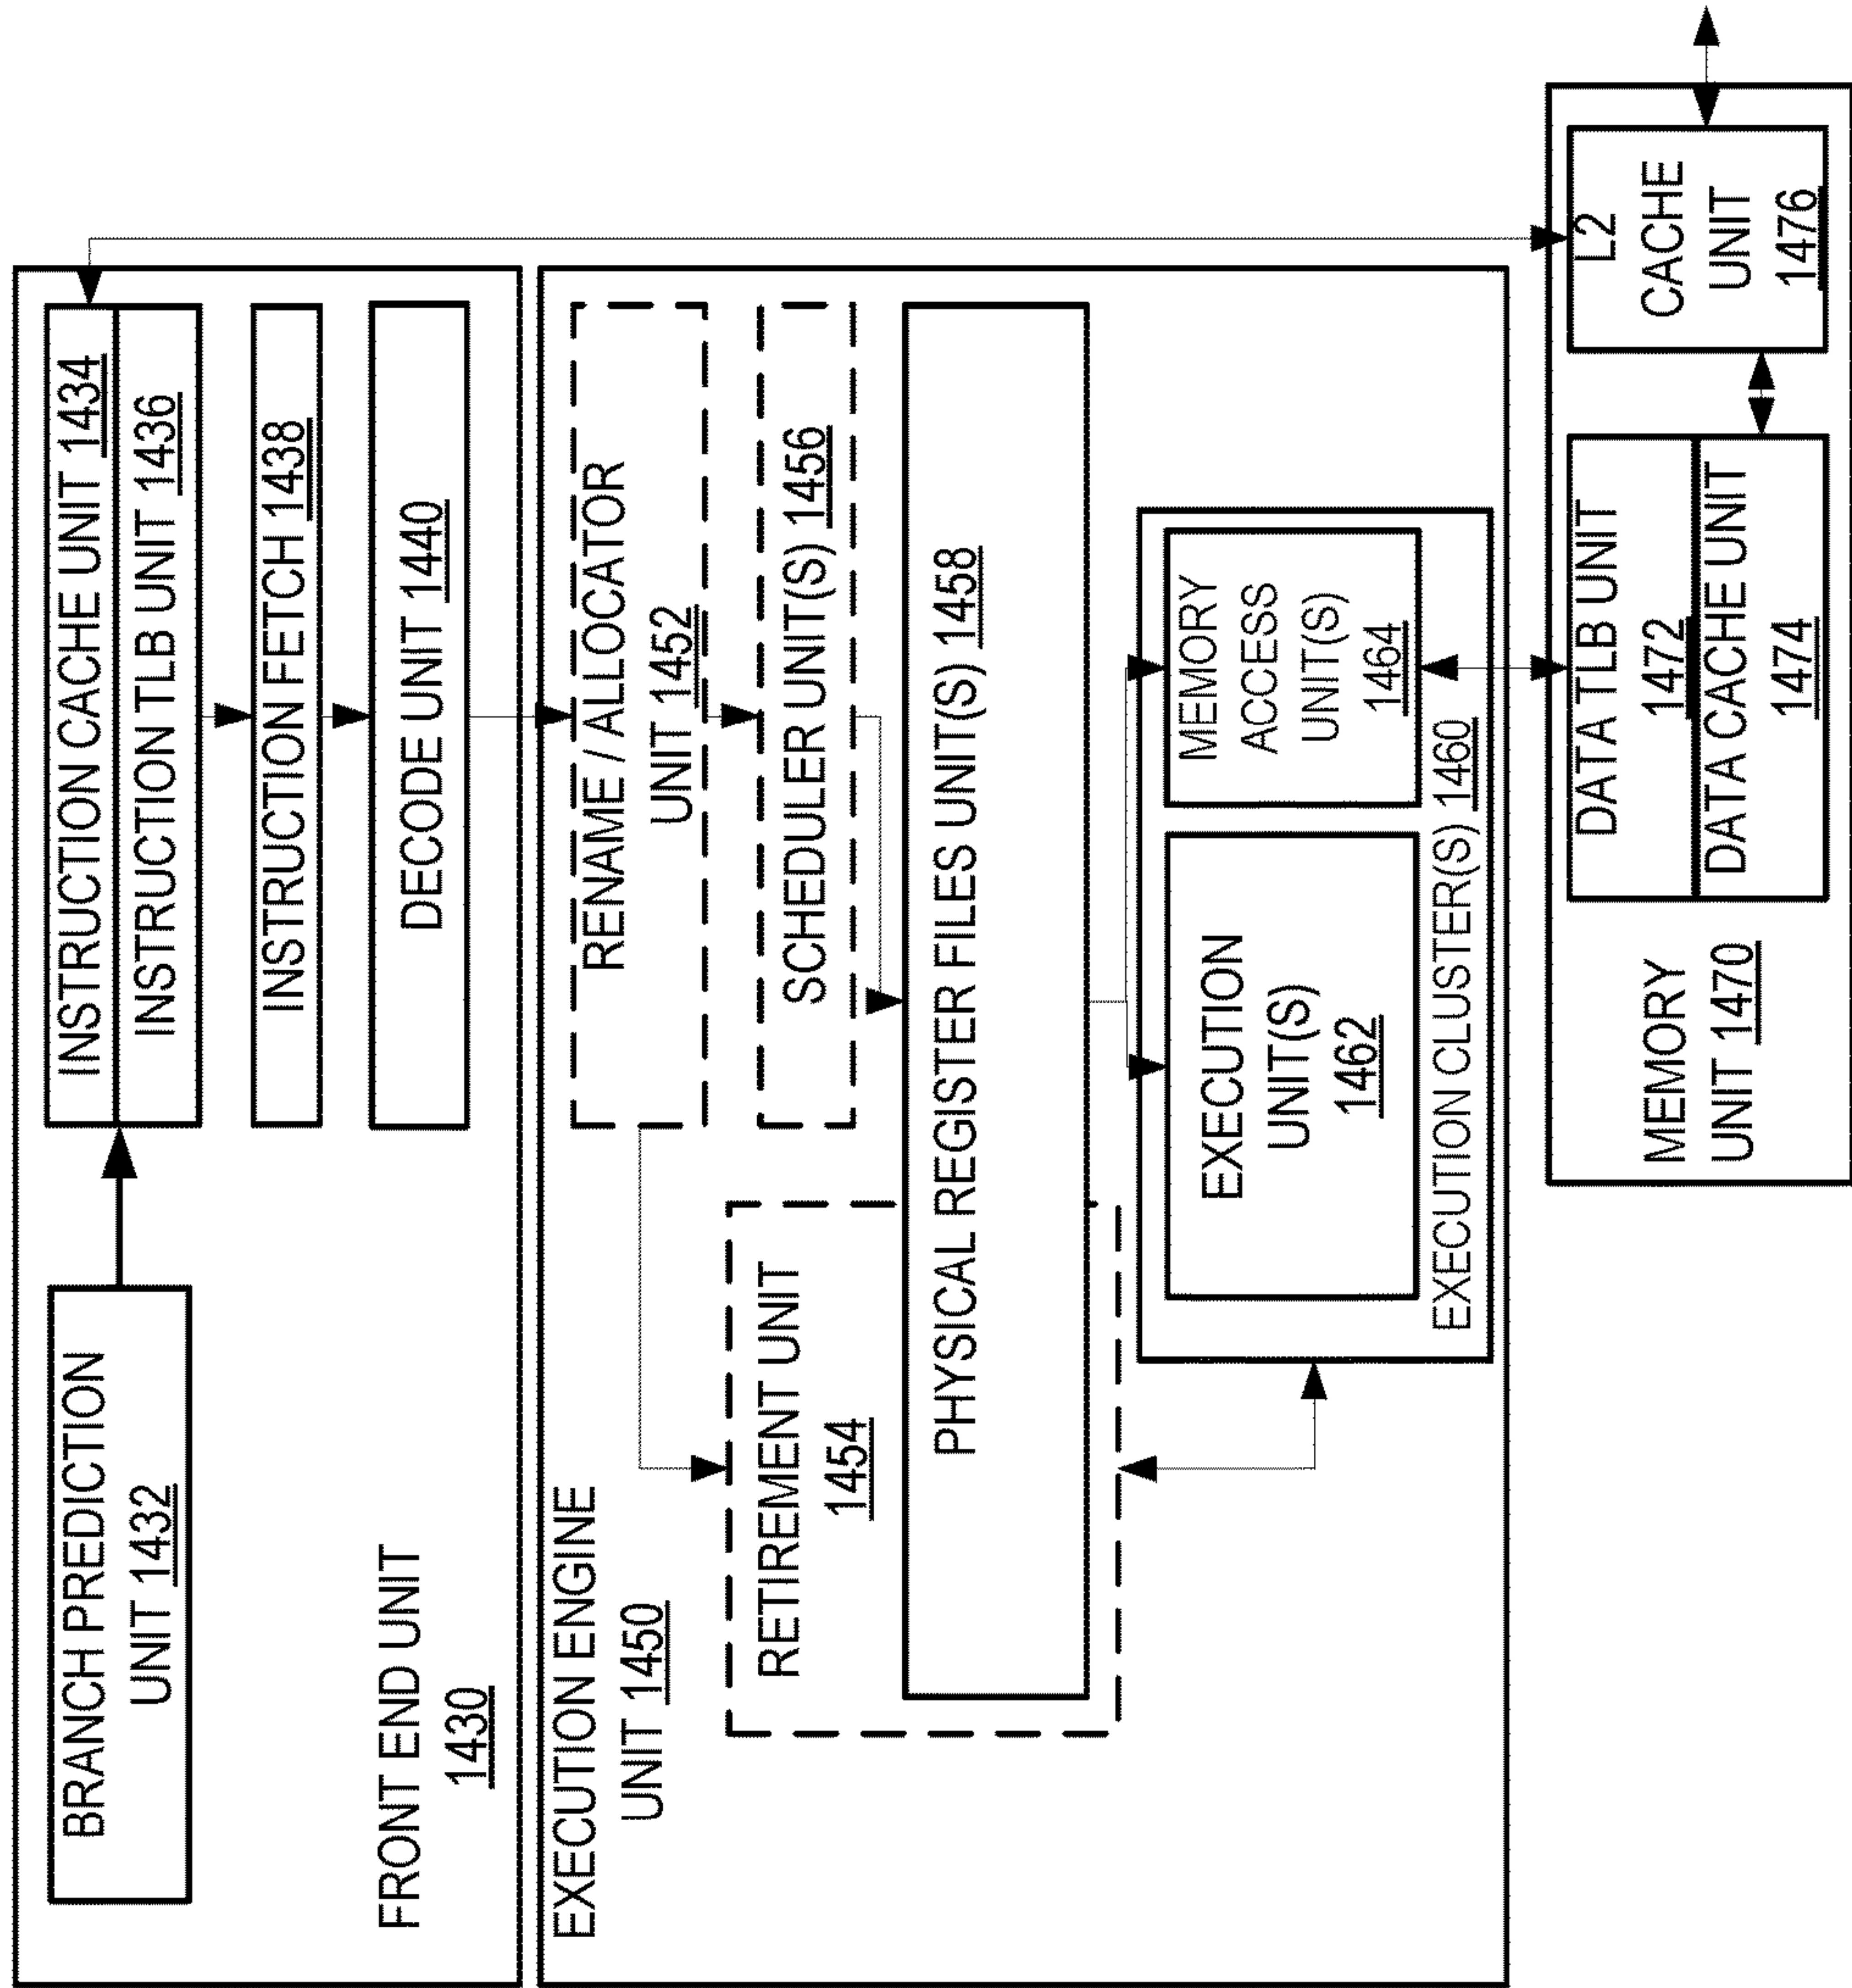 BRANCH PREDICTION
UNIT 1432
INSTRUCTION CACHE UNIT 1434
INSTRUCTION TLB UNIT 1436
INSTRUCTION FETCH 1438
DECODE UNIT 1440
FRONT END UNIT
1430
EXECUTION ENGINE
UNIT 1450
RENAME / ALLOCATOR
UNIT 1452
RETIREMENT UNIT
1454
SCHEDULER UNIT(S) 1456
PHYSICAL REGISTER FILES UNIT(S) 1458
EXECUTION
UNIT(S)
1462
MEMORY
ACCESS
UNIT(S)
1464
EXECUTION CLUSTER(S) 1460
MEMORY
UNIT 1470
DATA TLB UNIT
1472
DATA CACHE UNIT
1474
L2
CACHE
UNIT
1476